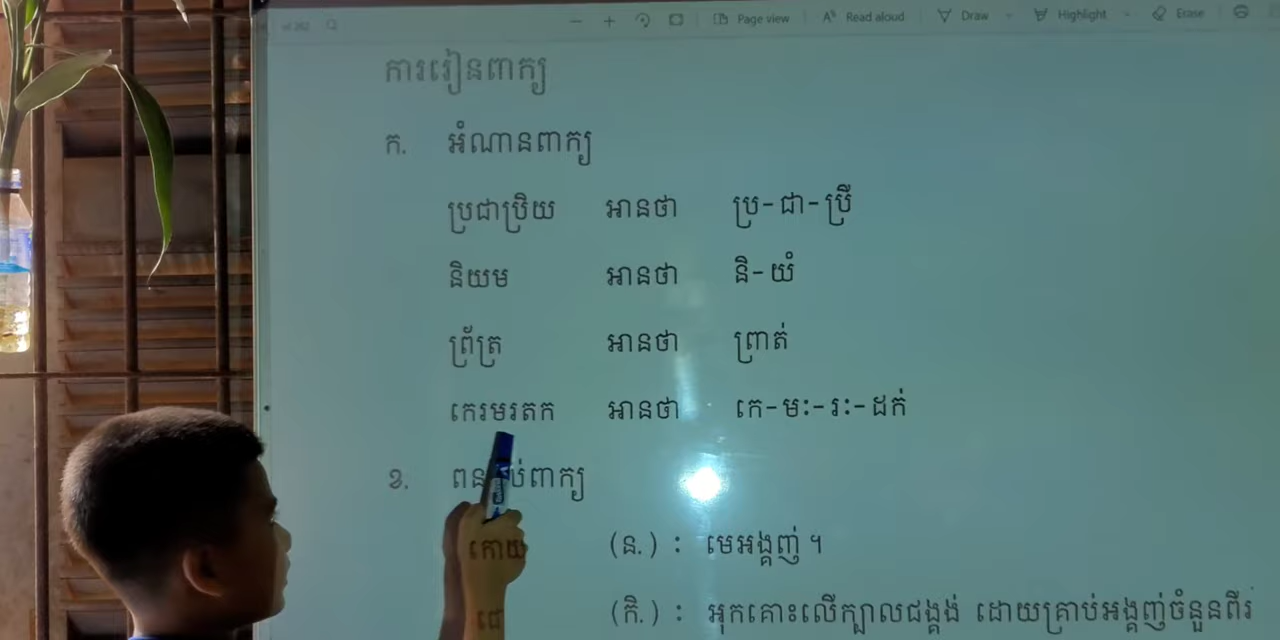 of 262 Page view Read aloud Draw Highlight Erase
ការរៀនពាក្យ
ក. អំណានពាក្យ
ប្រជាប្រិយ អានថា ប្រ-ជា-ប្រី
និយម អានថា និ-យំ
ព្រ័ត្រ អានថា ព្រាត់
កេរមរតក អានថា កេ-មៈ-រៈ-ដក់
ខ. ពាក្យ
កោយ (ន.) : មេអង្គញ់ ។
(កិ.) : អុកគោះលើក្បាលជង្គង់ ដោយគ្រាប់អង្គញ់ចំនួនពីរ